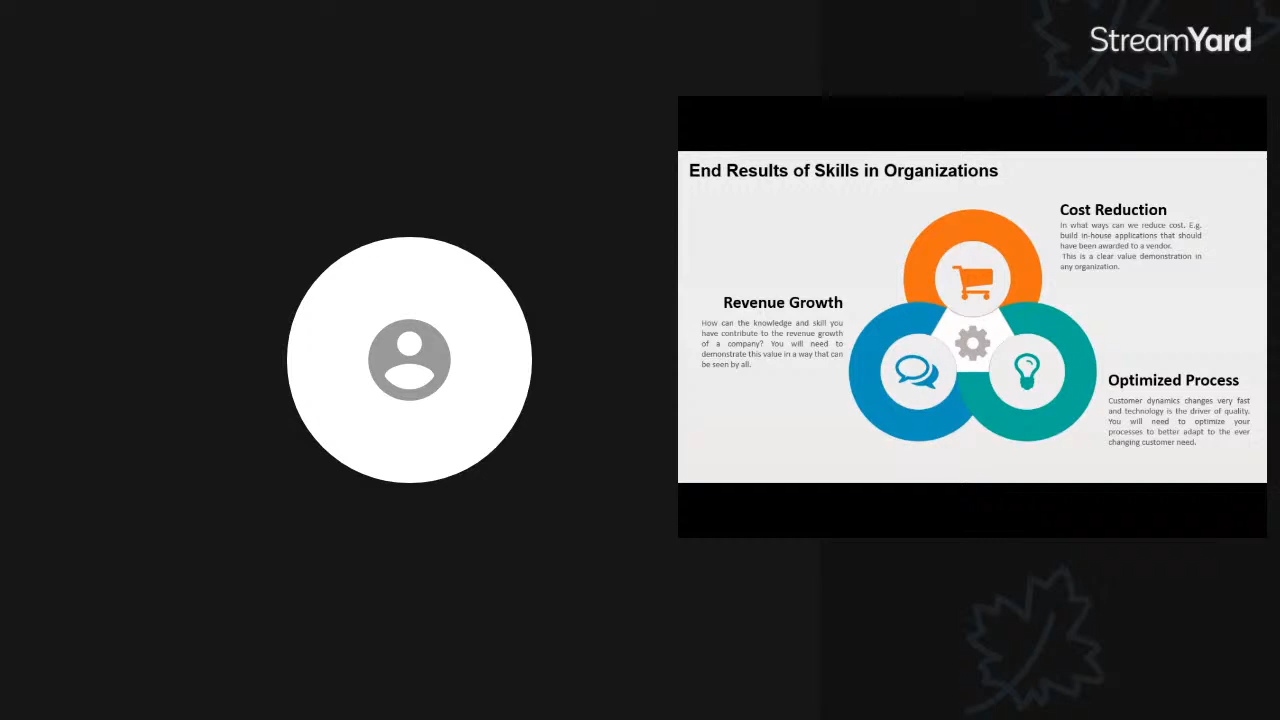 StreamYard
End Results of Skills in Organizations
Cost Reduction
In what ways can we reduce cost. E.g.
build in-house applications that should
have been awarded to a vendor.
This is a clear value demonstration in
any organization.
Revenue Growth
How can the knowledge and skill you
have contribute to the revenue growth
of a company? You will need to
demonstrate this value in a way that can
be seen by all.
Optimized Process
Customer dynamics changes very fast
and technology is the driver of quality.
You will need to optimize your
processes to better adapt to the ever
changing customer need.